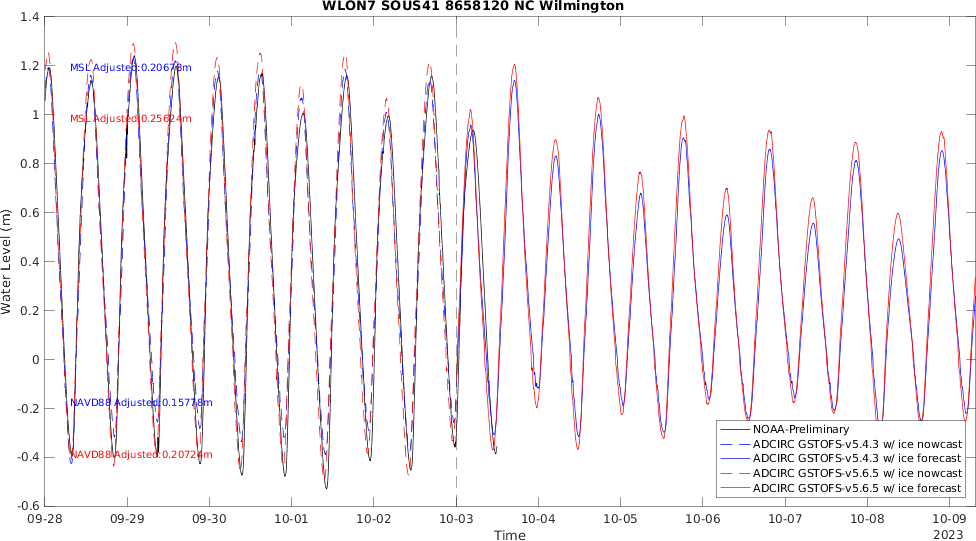 WLON7 SOUS41 8658120 NC Wilmington
1.4
1.2
1
0.8
0.6
0.4
0.2
0
-0.2
-0.4
-0.6
Water Level (m)
MSL Adjusted:0.20678m
MSL Adjusted:0.25624m
NAVD88 Adjusted:0.15778m
NAVD88 Adjusted:0.20724m
NOAA-Preliminary
ADCIRC GSTOFS-v5.4.3 w/ ice nowcast
ADCIRC GSTOFS-v5.4.3 w/ ice forecast
ADCIRC GSTOFS-v5.6.5 w/ ice nowcast
ADCIRC GSTOFS-v5.6.5 w/ ice forecast
09-28 09-29 09-30 10-01 10-02 10-03 10-04 10-05 10-06 10-07 10-08 10-09
Time
2023